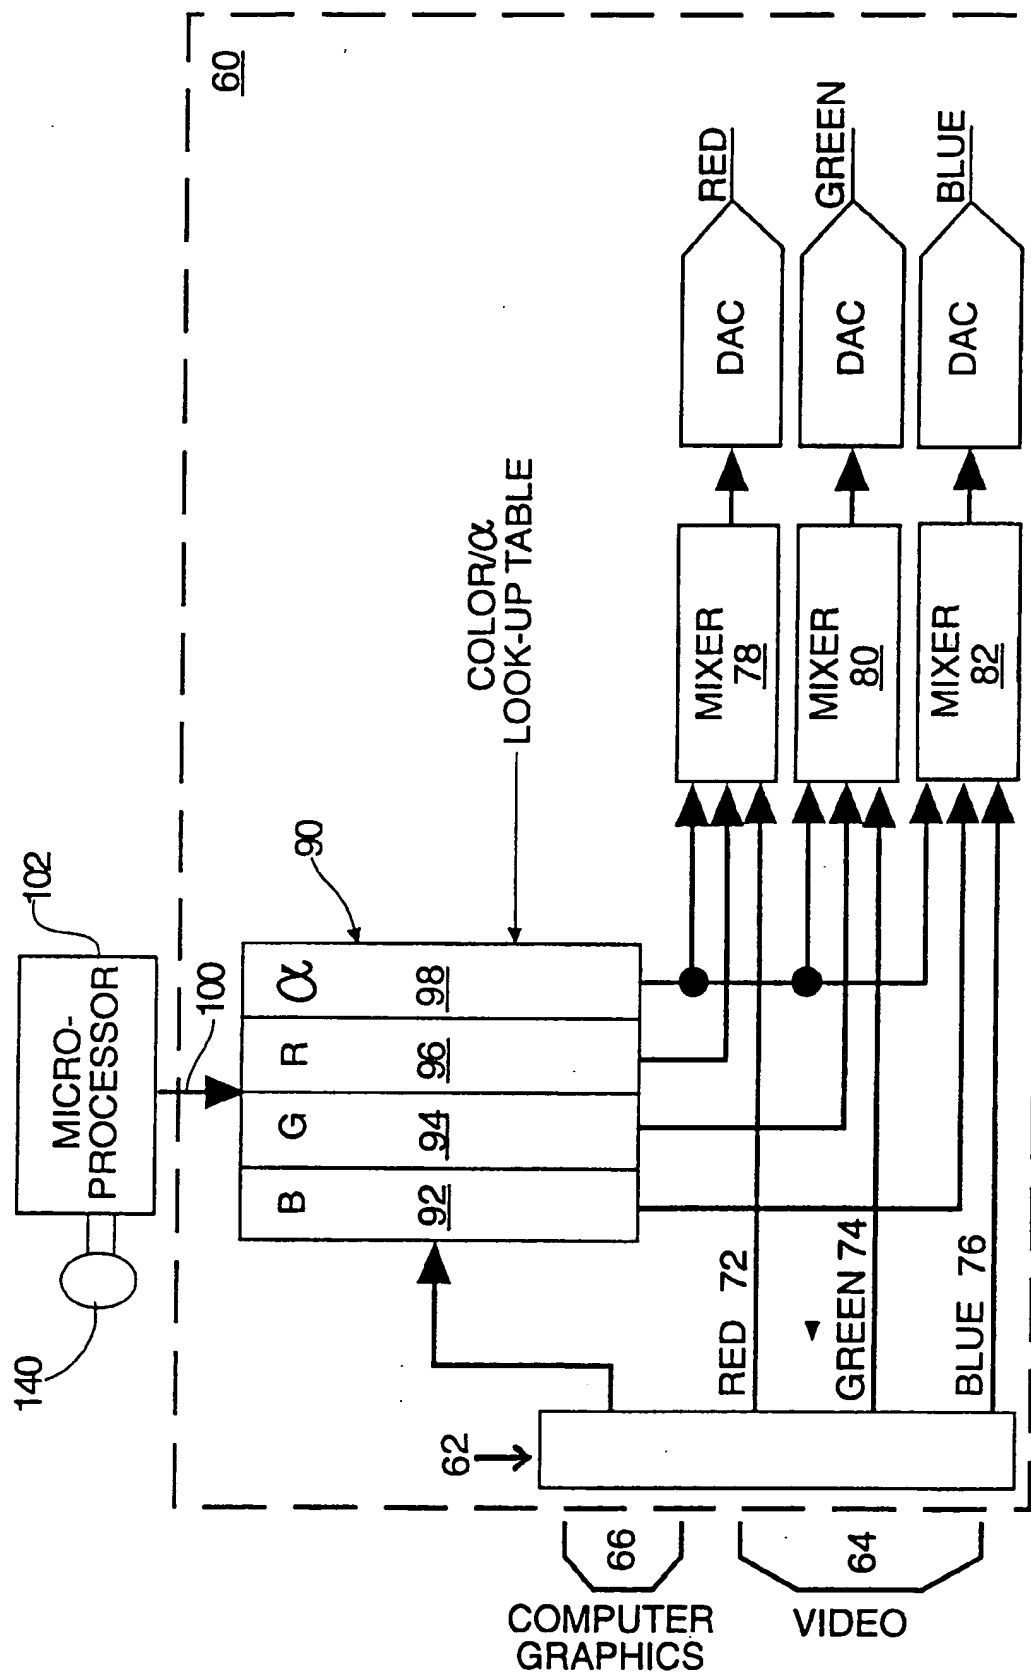 60
140
MICRO-
PROCESSOR
102
100
90
B
G
R
α
92
94
96
98
COLOR/α
LOOK-UP TABLE
62
COMPUTER
GRAPHICS
66
VIDEO
64
RED 72
GREEN 74
BLUE 76
MIXER
78
DAC
RED
MIXER
80
DAC
GREEN
MIXER
82
DAC
BLUE